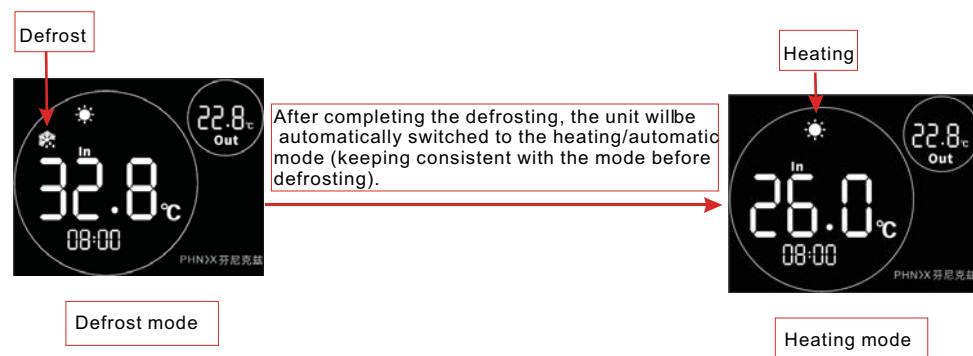 Defrost
Heating
22.8℃
Out
In
32.8℃
08:00
PHNIX芬尼克兹
After completing the defrosting, the unit willbe
automatically switched to the heating/automatic
mode (keeping consistent with the mode before
defrosting).
22.8℃
Out
In
26.0℃
08:00
PHNIX芬尼克兹
Defrost mode
Heating mode